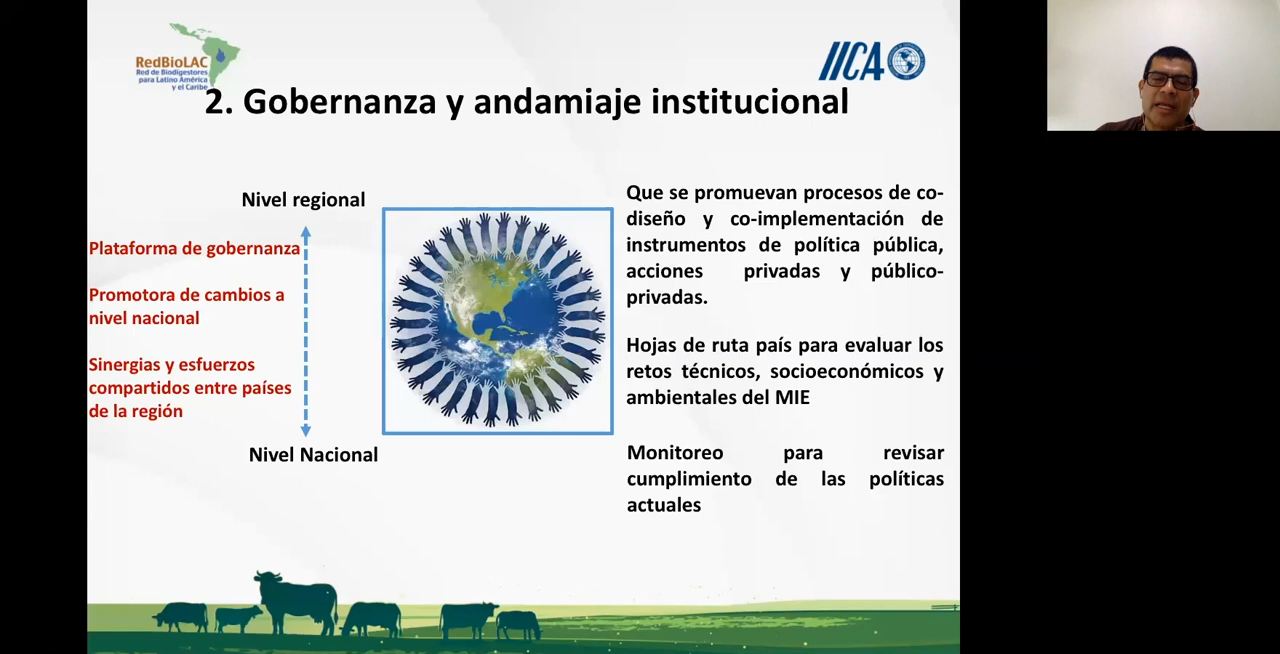 RedBioLAC
Red de Biodigestores
para Latino América
y el Caribe
IICA
2. Gobernanza y andamiaje institucional
Nivel regional
Plataforma de gobernanza
Promotora de cambios a
nivel nacional
Sinergias y esfuerzos
compartidos entre países
de la región
Nivel Nacional
Que se promuevan procesos de co-
diseño y co-implementación de
instrumentos de política pública,
acciones privadas y público-
privadas.
Hojas de ruta país para evaluar los
retos técnicos, socioeconómicos y
ambientales del MIE
Monitoreo para revisar
cumplimiento de las políticas
actuales